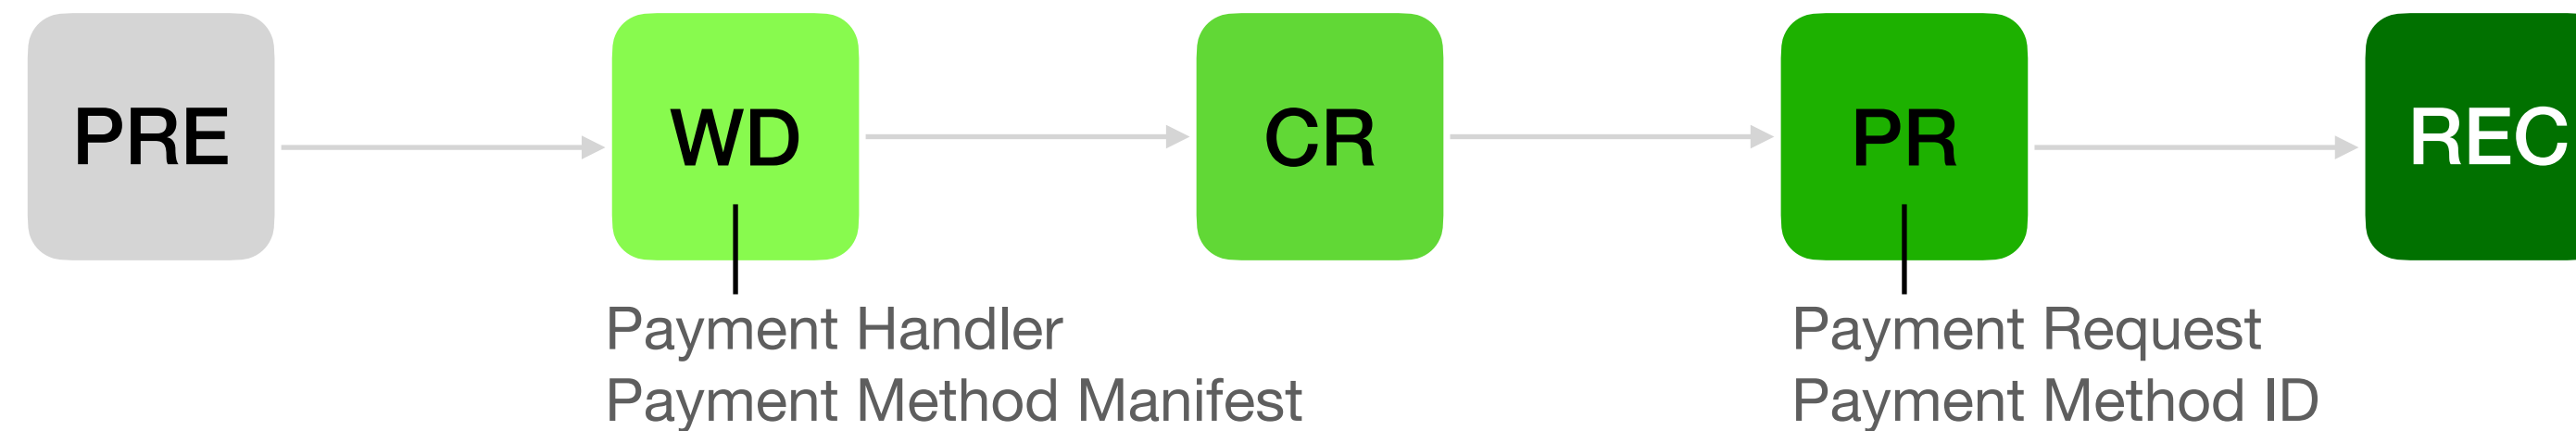 PRE
WD
CR
PR
REC
Payment Handler
Payment Method Manifest
Payment Request
Payment Method ID